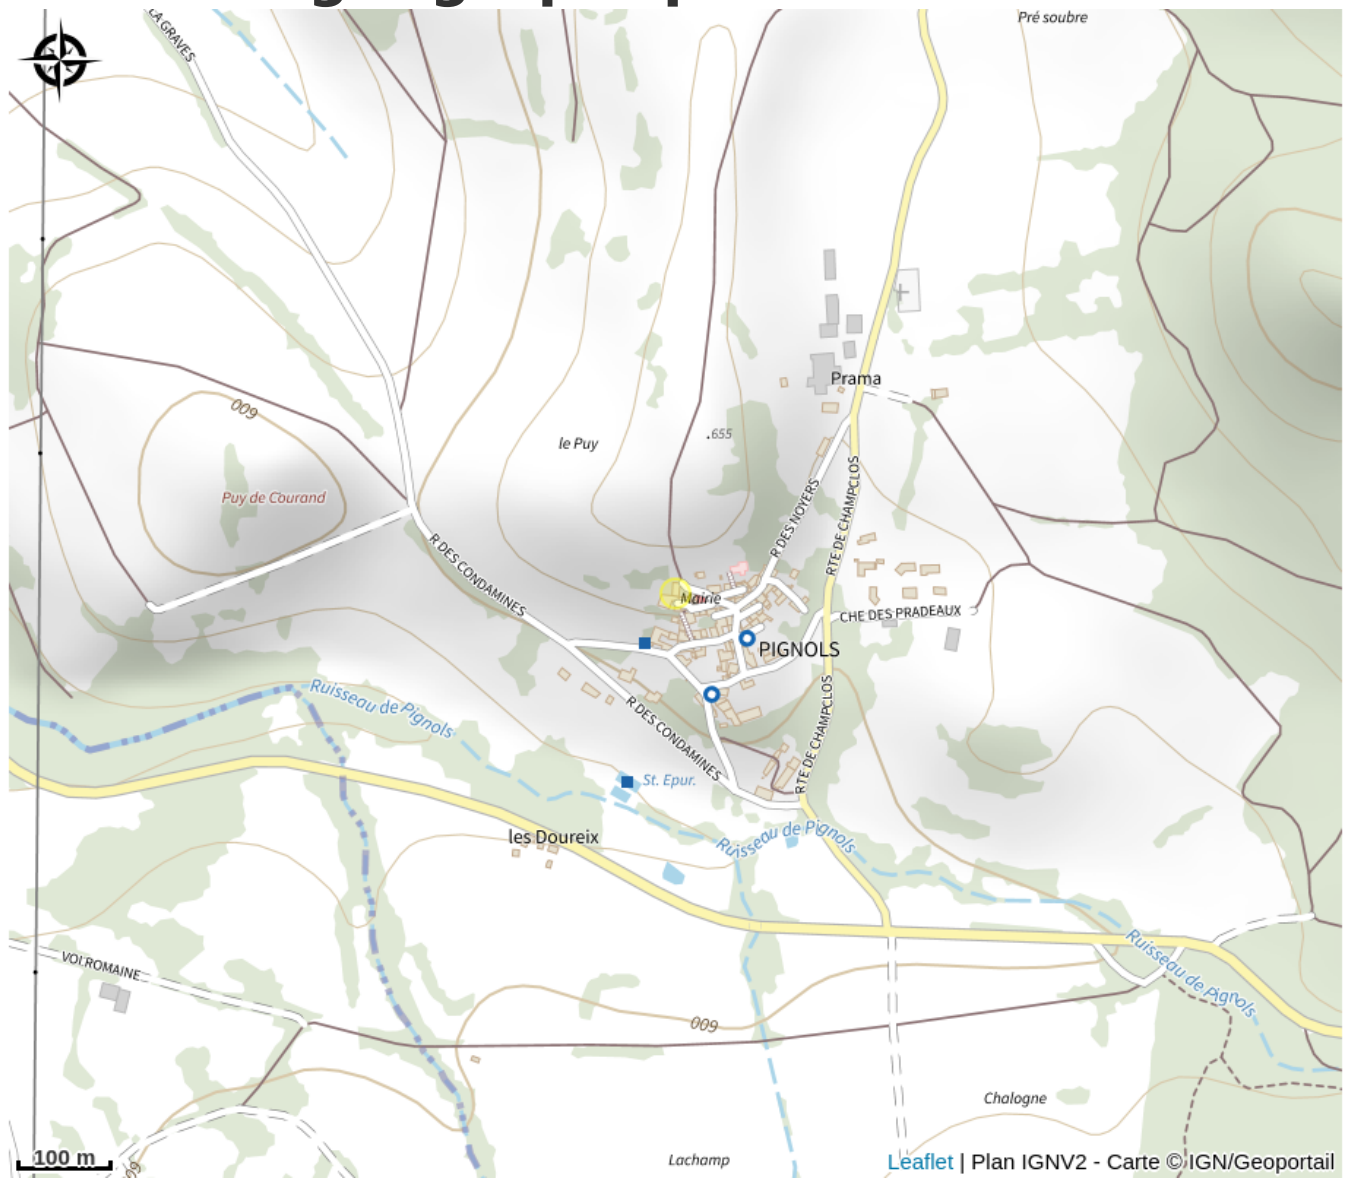 LA GRAVES
Pré soubre
Prama
009
.655
le Puy
Puy de Courand
R DES NOYERS
RTE DE CHAMPCLOS
R DES CONDAMINES
Mairie
CHE DES PRADEAUX
PIGNOLS
Ruisseau de Pignols
R DES CONDAMINES
RTE DE CHAMPCLOS
St. Epur.
les Doureix
Ruisseau de Pignols
VOI ROMAINE
Ruisseau de Pignols
009
Chalogne
Lachamp
100 m
009
Leaflet | Plan IGNV2 - Carte © IGN/Geoportail